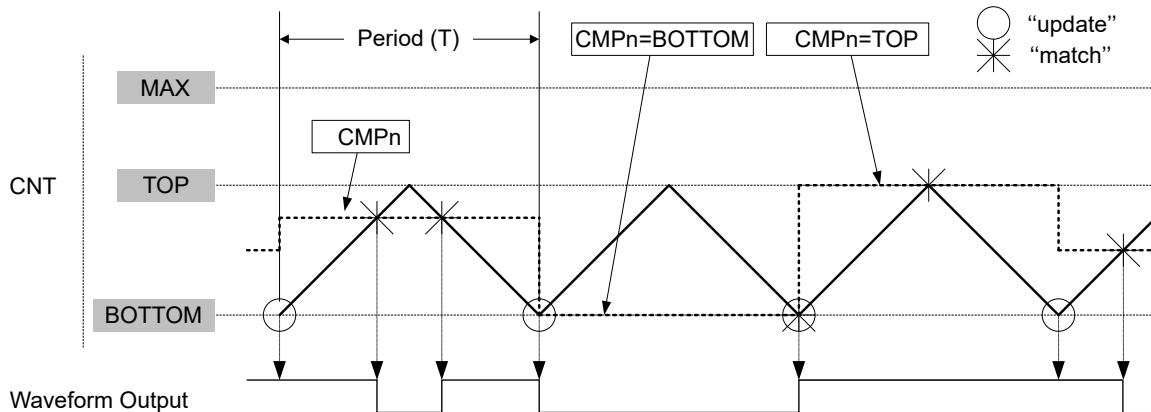 Period (T)
CMPn=BOTTOM
CMPn=TOP
“update”
“match”
MAX
CMPn
CNT
TOP
BOTTOM
Waveform Output